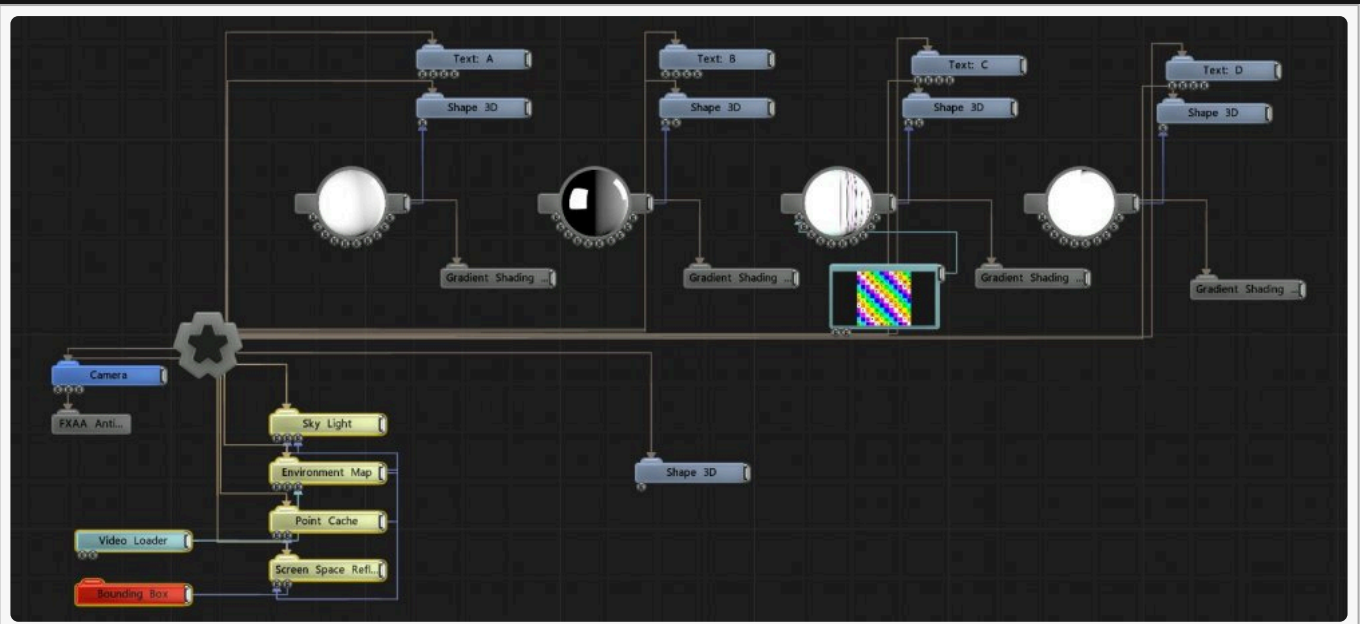 Text: A
Text: B
Text: C
Text: D
Shape 3D
Shape 3D
Shape 3D
Shape 3D
Gradient Shading ...
Gradient Shading ...
Gradient Shading ...
Gradient Shading ...
Camera
FXAA Anti...
Sky Light
Environment Map
Shape 3D
Point Cache
Video Loader
Screen Space Refl...
Bounding Box